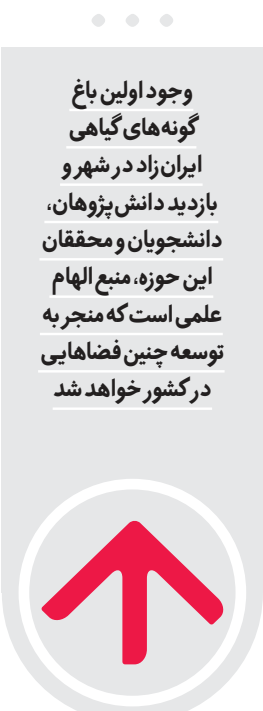 وجود اولین باغ
گونه‌های گیاهی
ایران‌زاد در شهر و
بازدید دانش‌پژوهان،
دانشجویان و محققان
این حوزه، منبع الهام
علمی است که منجر به
توسعه چنین فضاهایی
در کشور خواهد شد